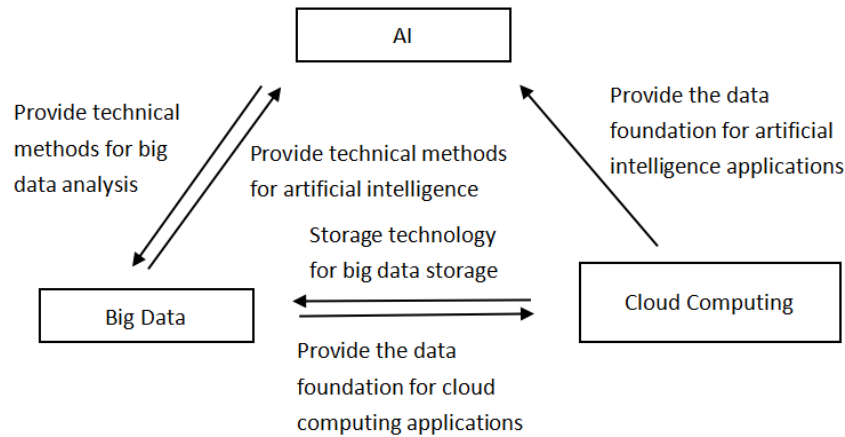 AI
Provide technical
methods for big
data analysis
Provide technical methods
for artificial intelligence
Provide the data
foundation for artificial
intelligence applications
Storage technology
for big data storage
Big Data
Cloud Computing
Provide the data
foundation for cloud
computing applications